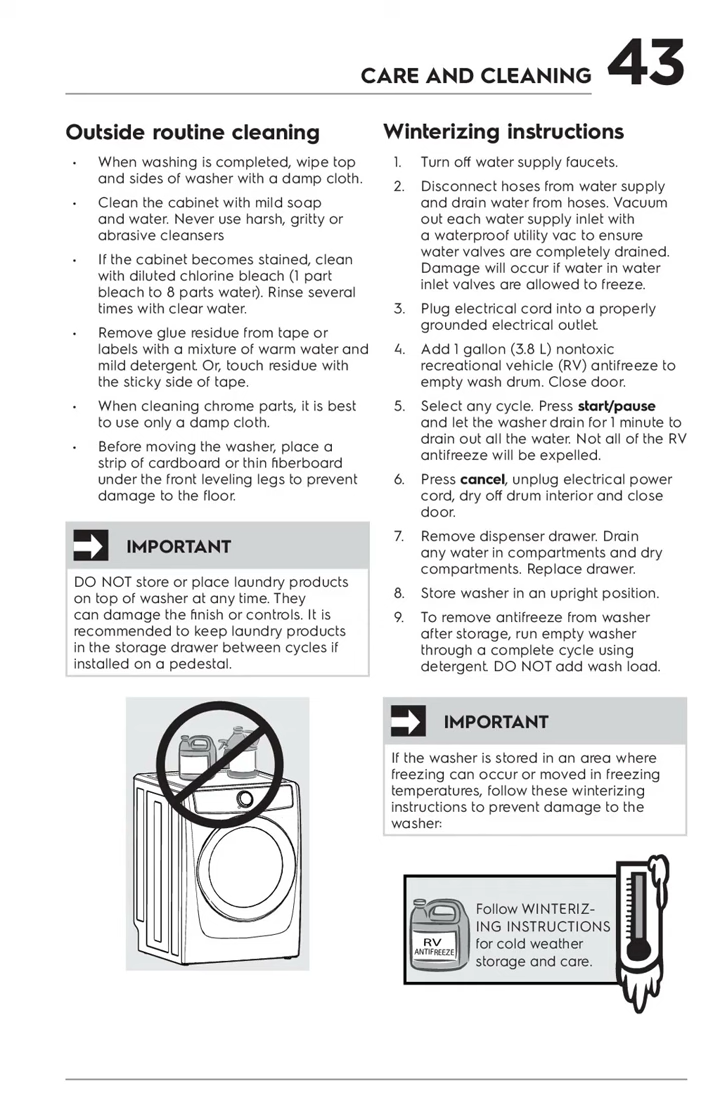 CARE AND CLEANING 43
Outside routine cleaning
• When washing is completed, wipe top
and sides of washer with a damp cloth.
• Clean the cabinet with mild soap
and water. Never use harsh, gritty or
abrasive cleansers
• If the cabinet becomes stained, clean
with diluted chlorine bleach (1 part
bleach to 8 parts water). Rinse several
times with clear water.
• Remove glue residue from tape or
labels with a mixture of warm water and
mild detergent. Or, touch residue with
the sticky side of tape.
• When cleaning chrome parts, it is best
to use only a damp cloth.
• Before moving the washer, place a
strip of cardboard or thin fiberboard
under the front leveling legs to prevent
damage to the floor.
IMPORTANT
DO NOT store or place laundry products
on top of washer at any time. They
can damage the finish or controls. It is
recommended to keep laundry products
in the storage drawer between cycles if
installed on a pedestal.
Winterizing instructions
1. Turn off water supply faucets.
2. Disconnect hoses from water supply
and drain water from hoses. Vacuum
out each water supply inlet with
a waterproof utility vac to ensure
water valves are completely drained.
Damage will occur if water in water
inlet valves are allowed to freeze.
3. Plug electrical cord into a properly
grounded electrical outlet.
4. Add 1 gallon (3.8 L) nontoxic
recreational vehicle (RV) antifreeze to
empty wash drum. Close door.
5. Select any cycle. Press start/pause
and let the washer drain for 1 minute to
drain out all the water. Not all of the RV
antifreeze will be expelled.
6. Press cancel, unplug electrical power
cord, dry off drum interior and close
door.
7. Remove dispenser drawer. Drain
any water in compartments and dry
compartments. Replace drawer.
8. Store washer in an upright position.
9. To remove antifreeze from washer
after storage, run empty washer
through a complete cycle using
detergent. DO NOT add wash load.
IMPORTANT
If the washer is stored in an area where
freezing can occur or moved in freezing
temperatures, follow these winterizing
instructions to prevent damage to the
washer:
RV
ANTIFREEZE
Follow WINTERIZ-
ING INSTRUCTIONS
for cold weather
storage and care.